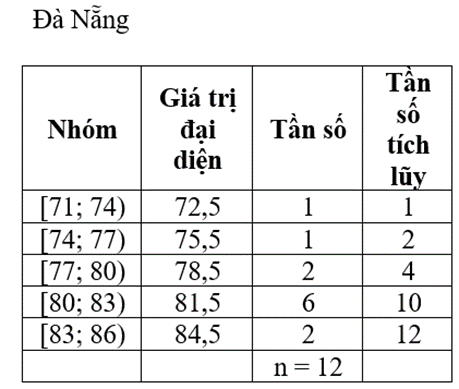 Đà Nẵng
Nhóm | Giá trị đại diện | Tần số | Tần số tích lũy
[71; 74) | 72,5 | 1 | 1
[74; 77) | 75,5 | 1 | 2
[77; 80) | 78,5 | 2 | 4
[80; 83) | 81,5 | 6 | 10
[83; 86) | 84,5 | 2 | 12
n = 12